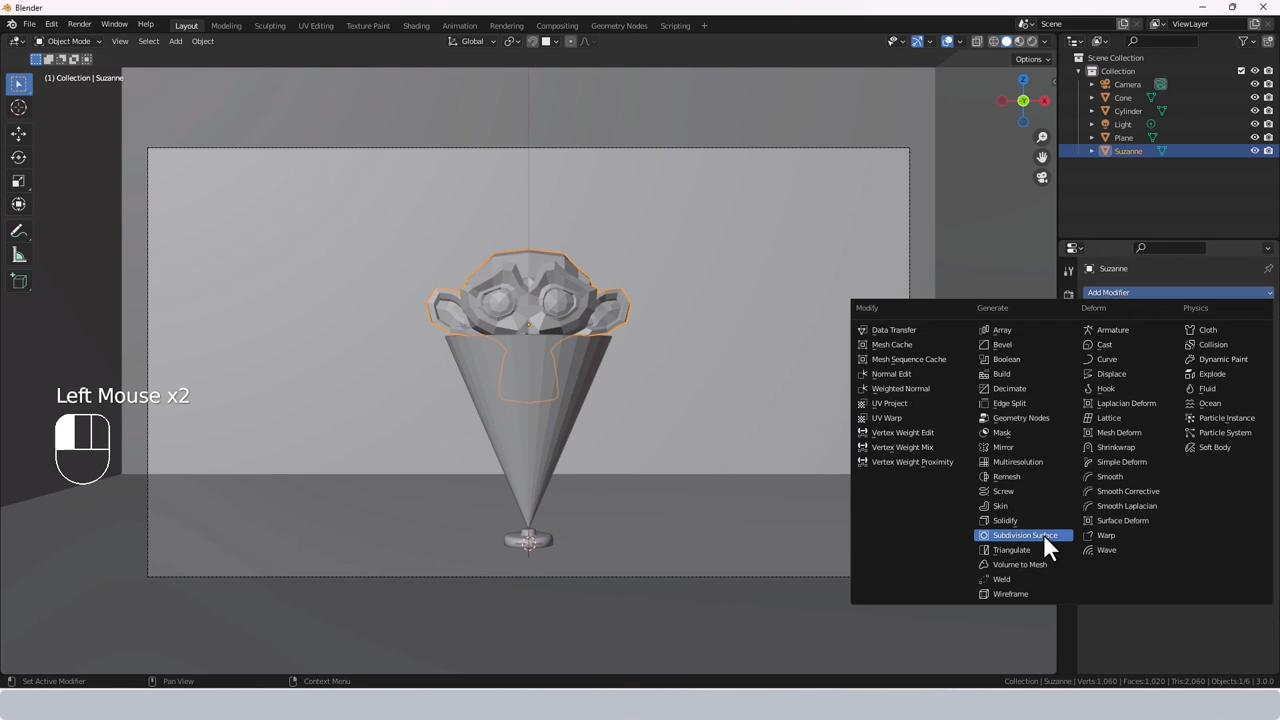 Blender
File Edit Render Window Help Layout Modeling Sculpting UV Editing Texture Paint Shading Animation Rendering Compositing Geometry Nodes Scripting + Scene ViewLayer
Object Mode View Select Add Object Global
Options
(1) Collection | Suzanne
Scene Collection
Collection
Camera
Cone
Cylinder
Light
Plane
Suzanne
Z
Y
X
Suzanne
Add Modifier
Modify Generate Deform Physics
Data Transfer Array Armature Cloth
Mesh Cache Bevel Cast Collision
Mesh Sequence Cache Boolean Curve Dynamic Paint
Normal Edit Build Displace Explode
Weighted Normal Decimate Hook Fluid
UV Project Edge Split Laplacian Deform Ocean
UV Warp Geometry Nodes Lattice Particle Instance
Vertex Weight Edit Mask Mesh Deform Particle System
Vertex Weight Mix Mirror Shrinkwrap Soft Body
Vertex Weight Proximity Multiresolution Simple Deform
Remesh Smooth
Screw Smooth Corrective
Skin Smooth Laplacian
Solidify Surface Deform
Subdivision Surface Warp
Triangulate Wave
Volume to Mesh
Weld
Wireframe
Left Mouse x2
Set Active Modifier Pan View Context Menu Collection | Suzanne | Verts:1,060 | Faces:1,020 | Tris:2,060 | Objects:1/6 | 3.0.0